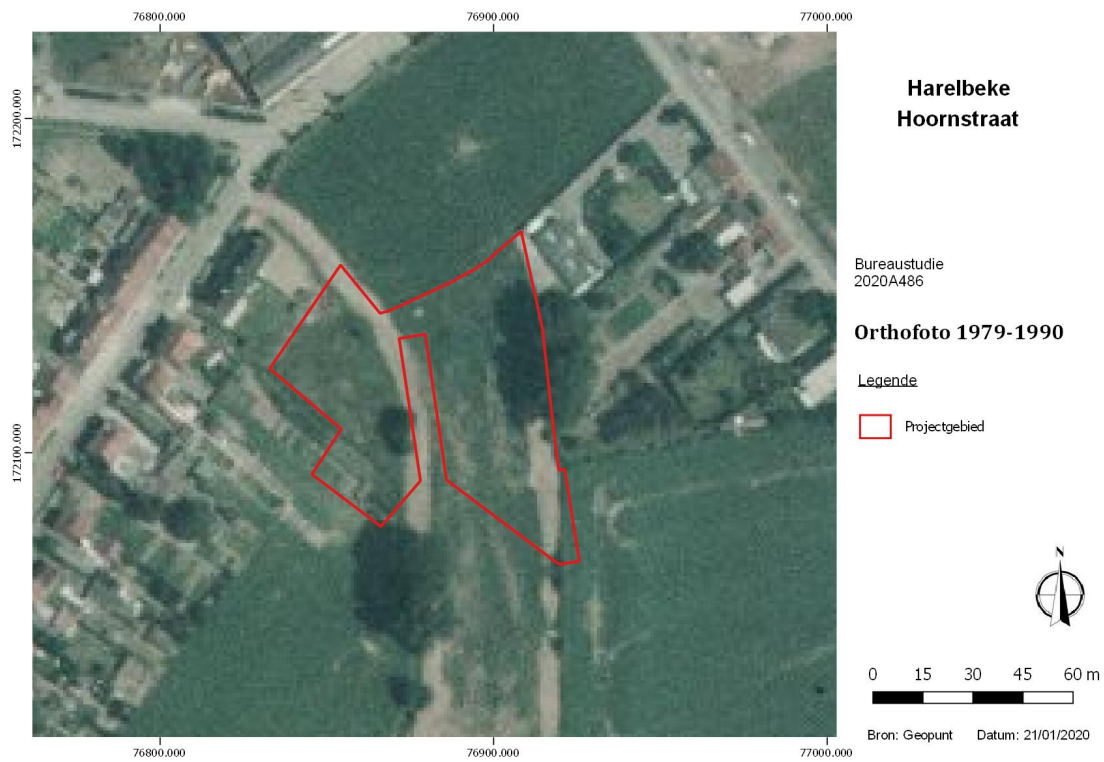 76800.000 76900.000 77000.000
172200.000
172100.000
Harelbeke
Hoornstraat
Bureaustudie
2020A486
Orthofoto 1979-1990
Legende
Projectgebied
N
0 15 30 45 60 m
Bron: Geopunt Datum: 21/01/2020
76800.000 76900.000 77000.000